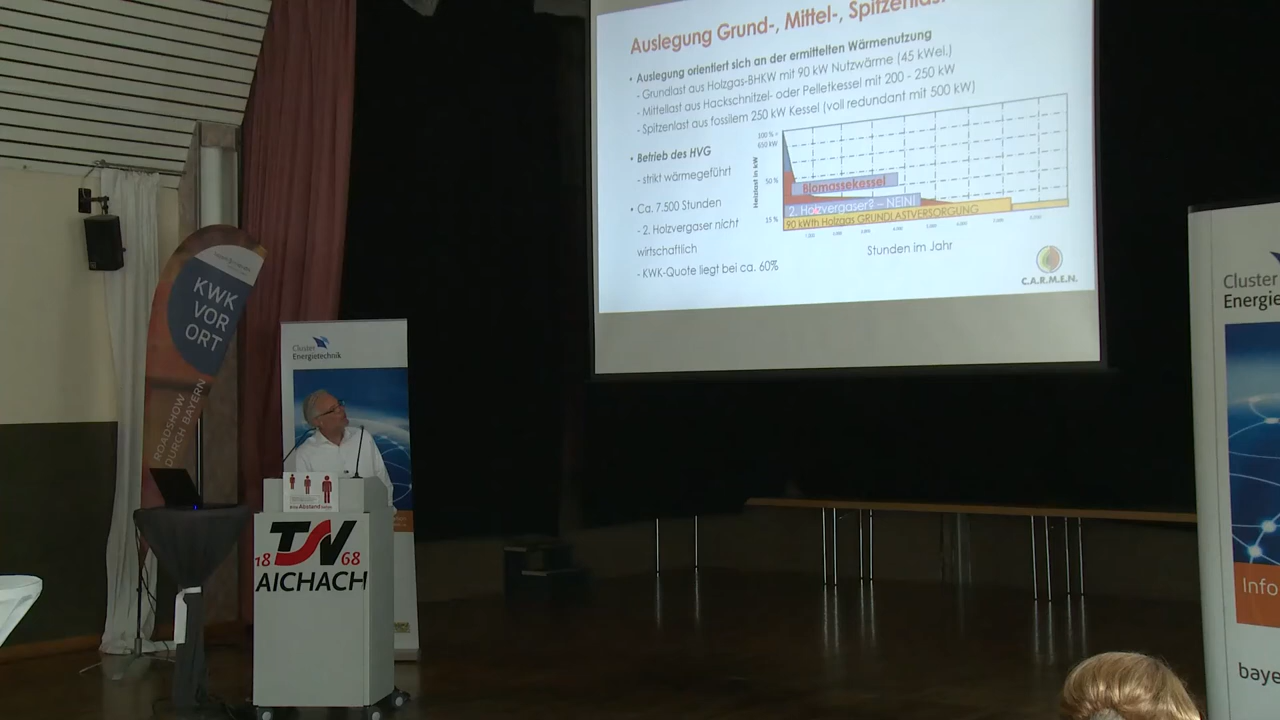 Auslegung Grund-, Mittel-, Spitzenlast
• Auslegung orientiert sich an der ermittelten Wärmenutzung
- Grundlast aus Holzgas-BHKW mit 90 kW Nutzwärme (45 kWel.)
- Mittellast aus Hackschnitzel- oder Pelletkessel mit 200 - 250 kW
- Spitzenlast aus fossilem 250 kW Kessel (voll redundant mit 500 kW)
• Betrieb des HVG
- strikt wärmegeführt
• Ca. 7.500 Stunden
- 2. Holzvergaser nicht
wirtschaftlich
- KWK-Quote liegt bei ca. 60%
100 %
650 kW
50 %
15 %
Heizlast in kW
Biomassekessel
2. Holzvergaser? – NEIN!
90 kWth Holzgas GRUNDLASTVERSORGUNG
Stunden im Jahr
C.A.R.M.E.N.
KWK
VOR
ORT
ROADSHOW
DURCH BAYERN
Cluster
Energietechnik
Abstand
TSV
1868
AICHACH
Cluster
Energie
Info
baye